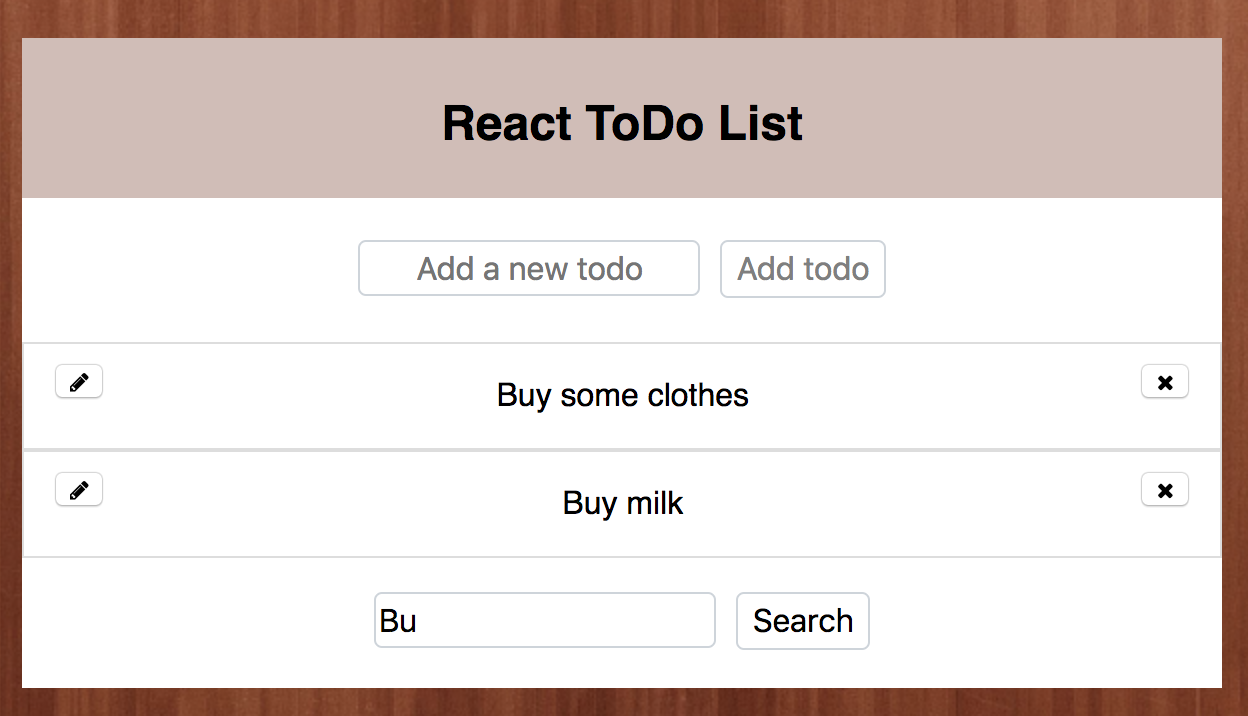 React ToDo List
Add a new todo Add todo
Buy some clothes
Buy milk
Bu Search